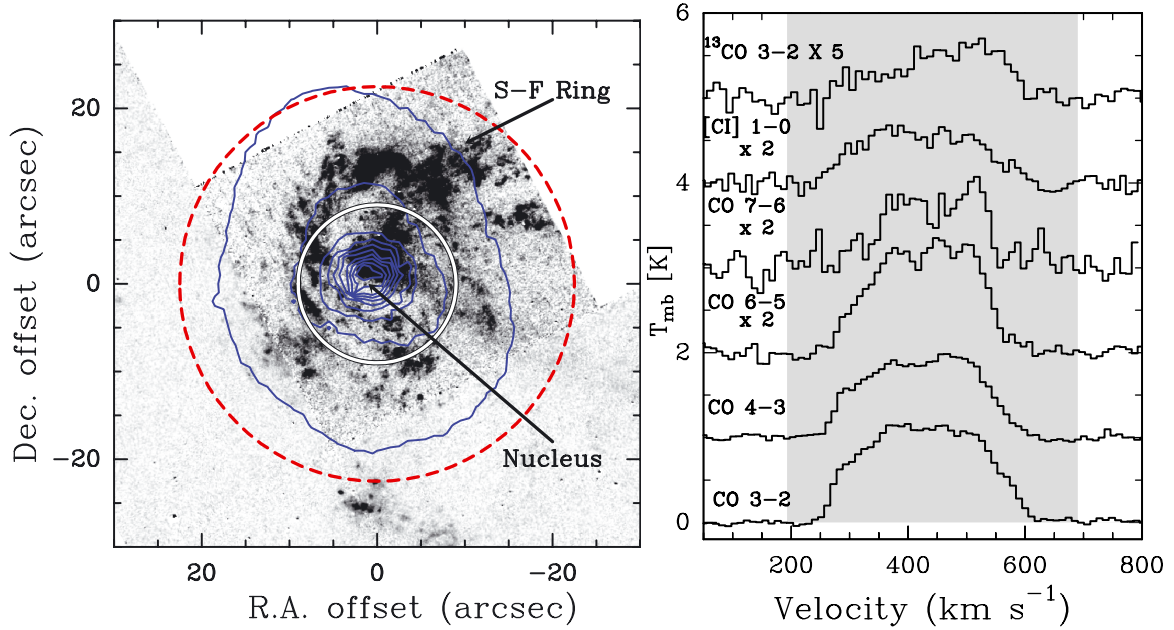 S-F Ring
Nucleus
20
0
-20
Dec. offset (arcsec)
20
0
-20
R.A. offset (arcsec)
6
4
2
0
T_mb [K]
¹³CO 3-2 X 5
[CI] 1-0
x 2
CO 7-6
x 2
CO 6-5
x 2
CO 4-3
CO 3-2
200
400
600
800
Velocity (km s⁻¹)